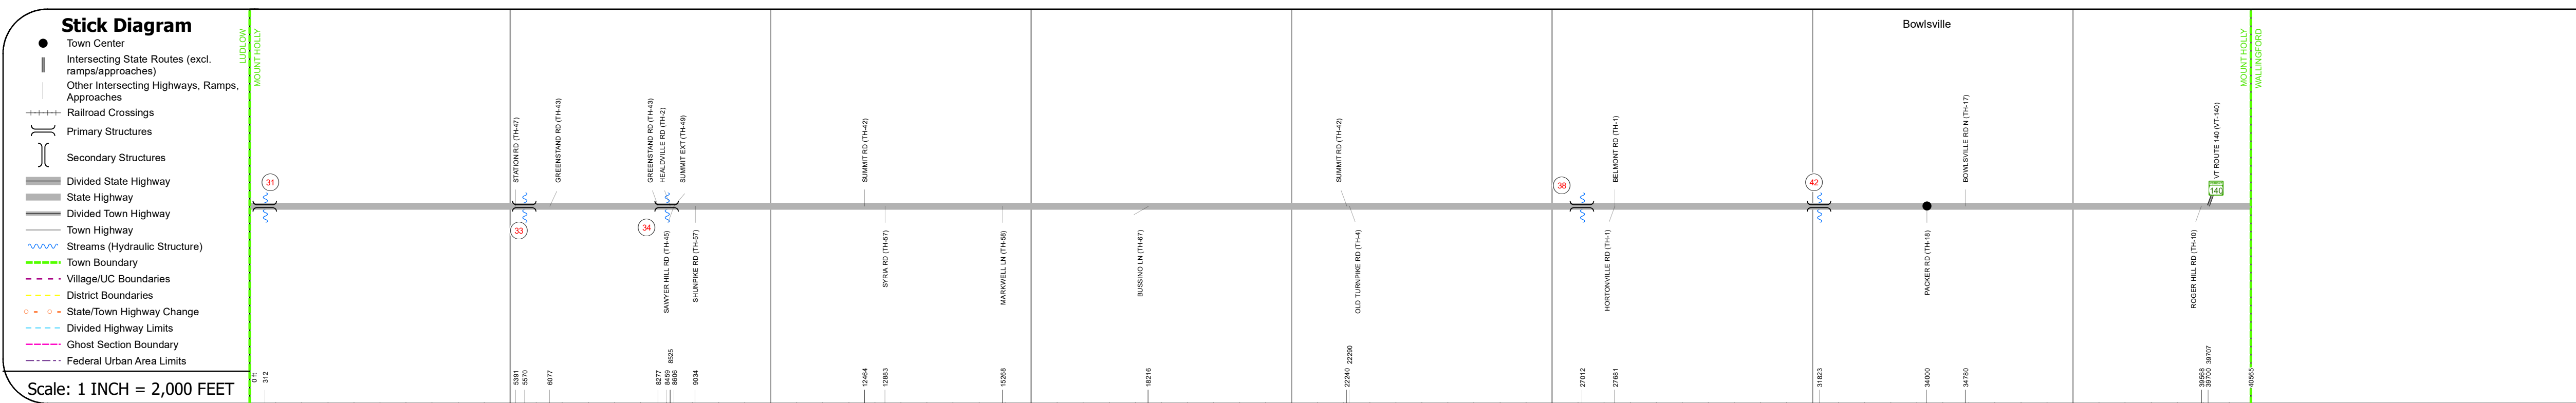 Stick Diagram
Town Center
Intersecting State Routes (excl.
ramps/approaches)
Other Intersecting Highways, Ramps,
Approaches
Railroad Crossings
Primary Structures
Secondary Structures
Divided State Highway
State Highway
Divided Town Highway
Town Highway
Streams (Hydraulic Structure)
Town Boundary
Village/UC Boundaries
District Boundaries
State/Town Highway Change
Divided Highway Limits
Ghost Section Boundary
Federal Urban Area Limits
Scale: 1 INCH = 2,000 FEET
LUDLOW
MOUNT HOLLY
Bowlsville
MOUNT HOLLY
WALLINGFORD
STATION RD (TH-47)
GREENSTAND RD (TH-43)
GREENSTAND RD (TH-43)
HEALDVILLE RD (TH-2)
SUMMIT EXT (TH-49)
SUMMIT RD (TH-42)
SUMMIT RD (TH-42)
BELMONT RD (TH-1)
BOWLSVILLE RD N (TH-17)
VT ROUTE 140 (VT-140)
31
33
34
38
42
140
SAWYER HILL RD (TH-45)
SHUNPIKE RD (TH-57)
SYRIA RD (TH-57)
MARKWELL LN (TH-58)
BUSSINO LN (TH-67)
OLD TURNPIKE RD (TH-4)
HORTONVILLE RD (TH-1)
PACKER RD (TH-18)
ROGER HILL RD (TH-10)
0 ft
312
5391
5570
6077
8277
8459
8525
8606
9034
12464
12883
15268
18216
22240
22290
27012
27681
31823
34000
34780
39568
39700
39707
40565